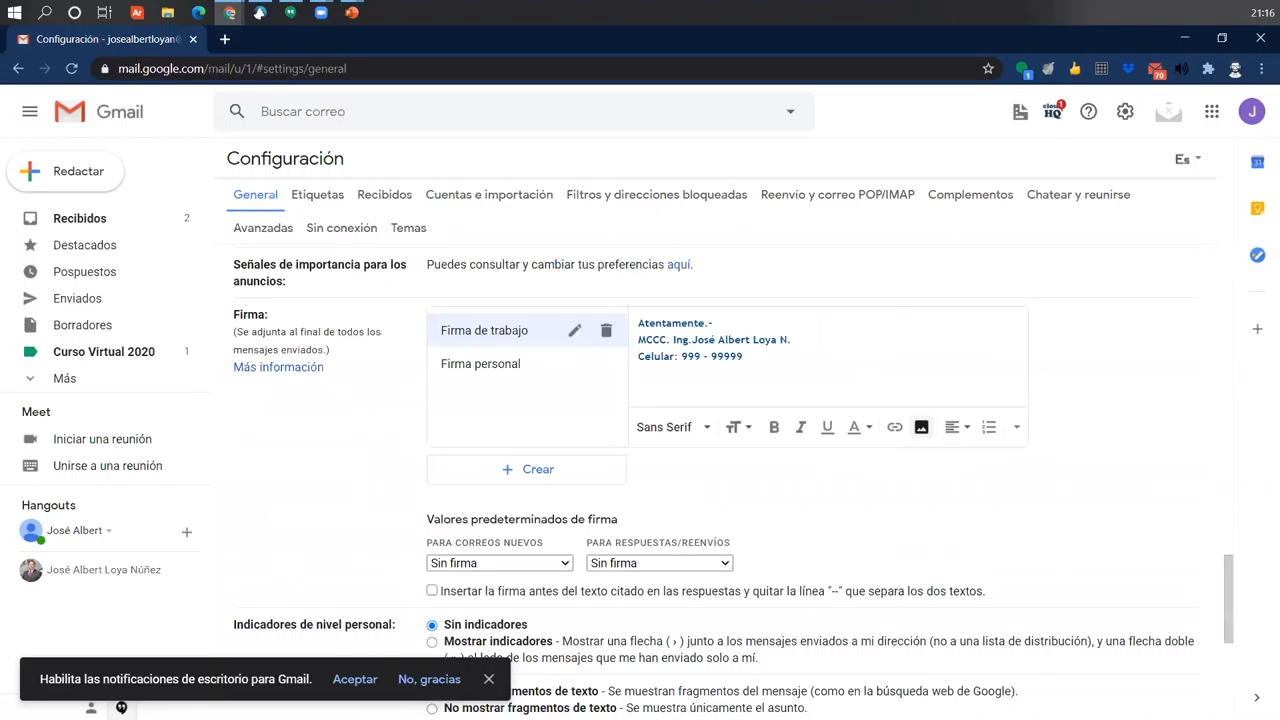 21:16
Configuración - josealbertloyan@
mail.google.com/mail/u/1/#settings/general
1
70
Gmail
Buscar correo
cloud HQ
1
J
Redactar
Configuración
Es
Recibidos 2
Destacados
Pospuestos
Enviados
Borradores
Curso Virtual 2020 1
Más
Meet
Iniciar una reunión
Unirse a una reunión
Hangouts
José Albert
José Albert Loya Núñez
General Etiquetas Recibidos Cuentas e importación Filtros y direcciones bloqueadas Reenvío y correo POP/IMAP Complementos Chatear y reunirse
Avanzadas Sin conexión Temas
Señales de importancia para los anuncios:
Puedes consultar y cambiar tus preferencias aquí.
Firma:
(Se adjunta al final de todos los
mensajes enviados.)
Más información
Firma de trabajo
Firma personal
Atentamente.-
MCCC. Ing.José Albert Loya N.
Celular: 999 - 99999
Sans Serif
Crear
Valores predeterminados de firma
PARA CORREOS NUEVOS PARA RESPUESTAS/REENVÍOS
Sin firma Sin firma
Insertar la firma antes del texto citado en las respuestas y quitar la línea "--" que separa los dos textos.
Indicadores de nivel personal:
Sin indicadores
Mostrar indicadores - Mostrar una flecha ( › ) junto a los mensajes enviados a mi dirección (no a una lista de distribución), y una flecha doble
al lado de los mensajes que me han enviado solo a mí.
mentos de texto - Se muestran fragmentos del mensaje (como en la búsqueda web de Google).
No mostrar fragmentos de texto - Se muestra únicamente el asunto.
Habilita las notificaciones de escritorio para Gmail. Aceptar No, gracias